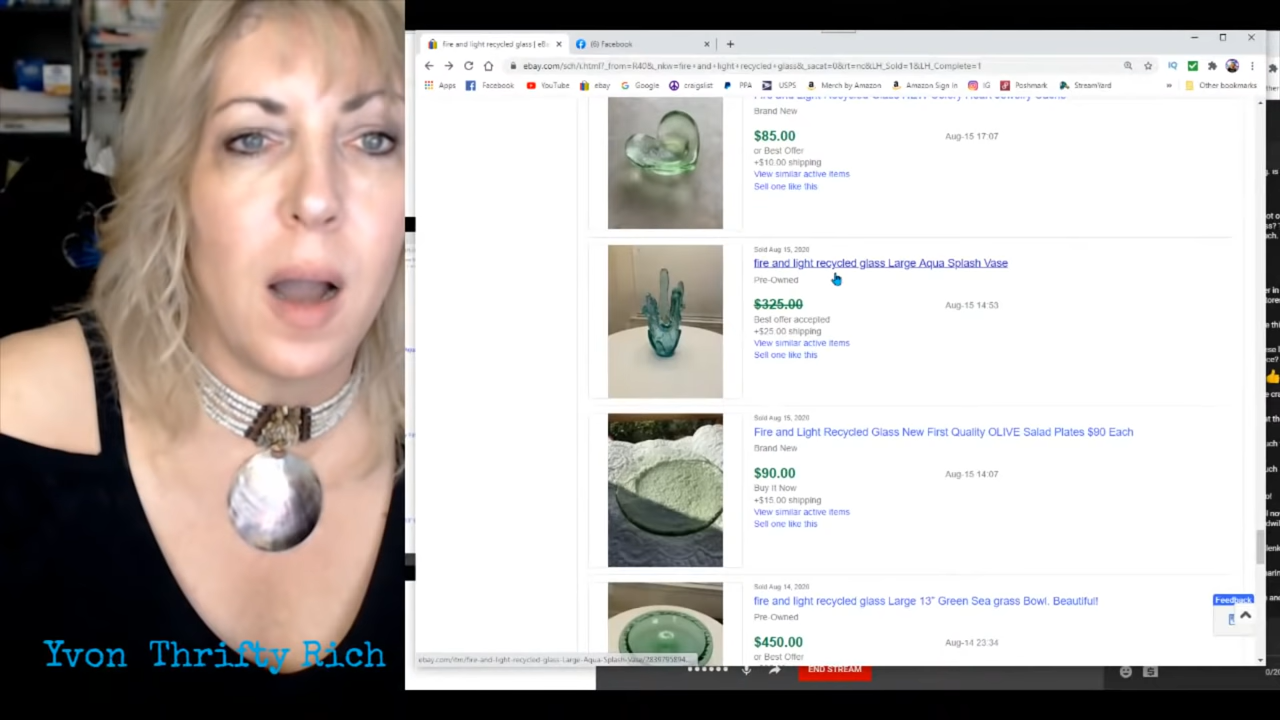 fire and light recycled glass | eB
(6) Facebook
ebay.com/sch/i.html?_from=R40&_nkw=fire+and+light+recycled+glass&_sacat=0&rt=nc&LH_Sold=1&LH_Complete=1
Apps Facebook YouTube ebay Google craigslist PPA USPS Merch by Amazon Amazon Sign in IG Poshmark StreamYard » Other bookmarks
Brand New
$85.00
Aug-15 17:07
or Best Offer
+$10.00 shipping
View similar active items
Sell one like this
Sold Aug 15, 2020
fire and light recycled glass Large Aqua Splash Vase
Pre-Owned
$325.00
Aug-15 14:53
Best offer accepted
+$25.00 shipping
View similar active items
Sell one like this
Sold Aug 15, 2020
Fire and Light Recycled Glass New First Quality OLIVE Salad Plates $90 Each
Brand New
$90.00
Aug-15 14:07
Buy It Now
+$15.00 shipping
View similar active items
Sell one like this
Sold Aug 14, 2020
fire and light recycled glass Large 13" Green Sea grass Bowl. Beautiful!
Pre-Owned
$450.00
Aug-14 23:34
or Best Offer
Feedback
END STREAM
Yvon Thrifty Rich